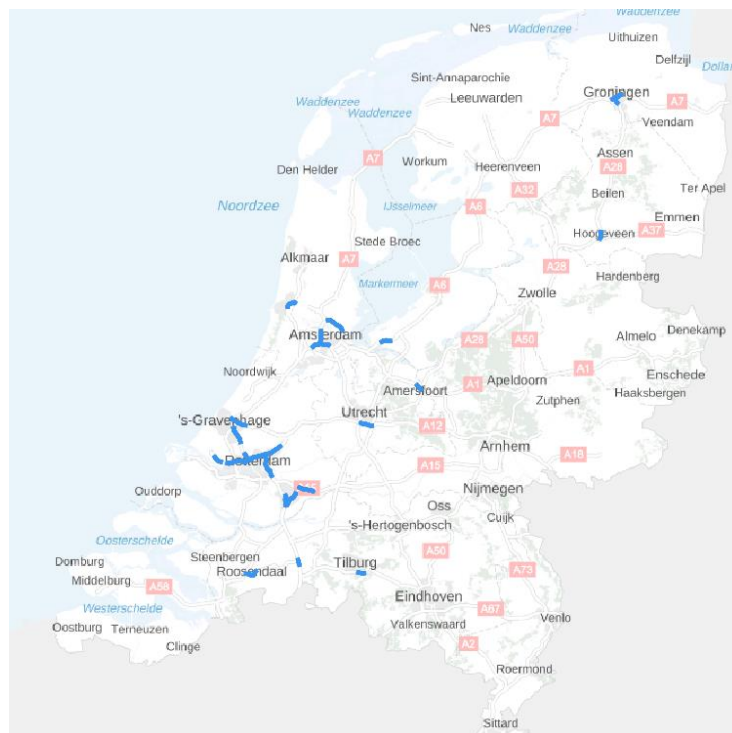 Waddenzee
Nes
Waddenzee
Uithuizen
Delfzijl
Dolla
Sint-Annaparochie
Groningen
Leeuwarden
Waddenzee
Waddenzee
A7
A7
Veendam
A7
Workum
Assen
Den Helder
Heerenveen
A28
A32
Beilen
Ter Apel
Noordzee
IJsselmeer
A6
Emmen
Stede Broec
Hoogeveen
A37
Alkmaar
A7
A28
Markermeer
A6
Hardenberg
Zwolle
Amsterdam
A28
A50
Almelo
Denekamp
Noordwijk
A1
Enschede
Amersfoort
A1
Apeldoorn
Haaksbergen
Zutphen
's-Gravenhage
Utrecht
A12
Arnhem
A18
Rotterdam
A15
Ouddorp
Nijmegen
Oss
Cuijk
's-Hertogenbosch
Oosterschelde
Steenbergen
A50
Domburg
Roosendaal
Tilburg
A73
Middelburg
A58
Eindhoven
Westerschelde
A67
Oostburg
Terneuzen
Valkenswaard
Venlo
Clinge
A2
Roermond
Sittard